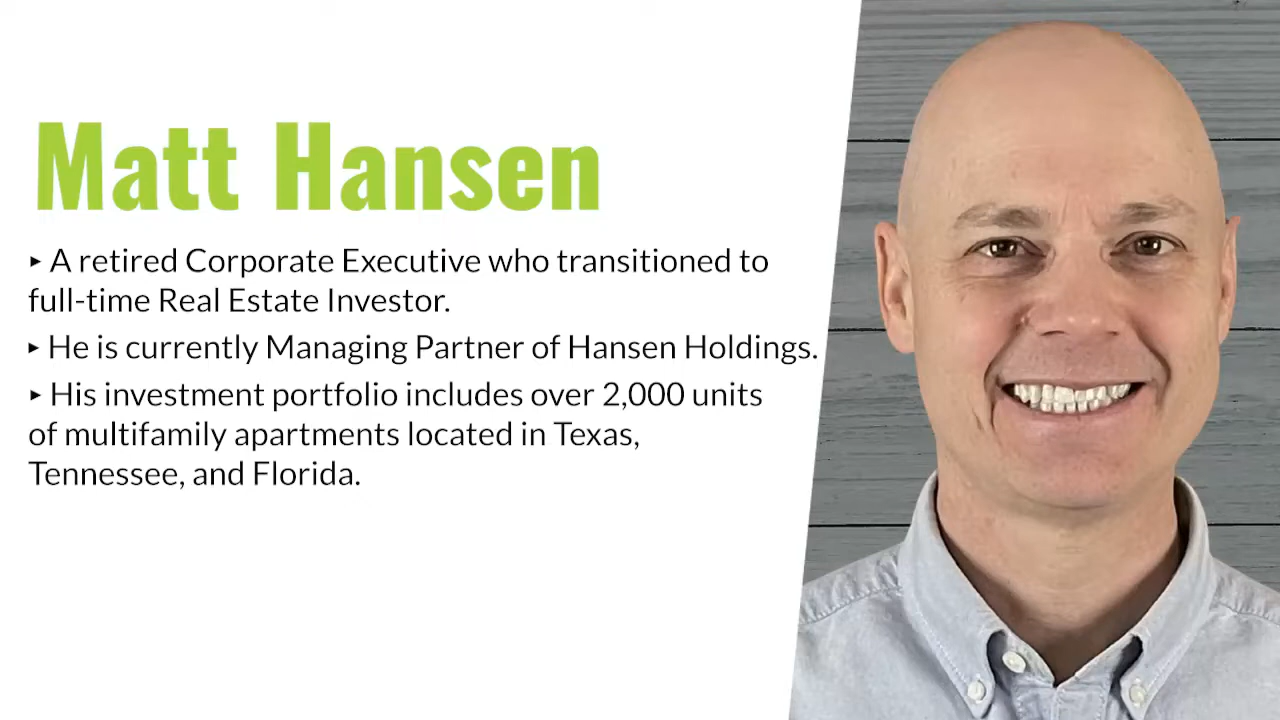 Matt Hansen
‣ A retired Corporate Executive who transitioned to
full-time Real Estate Investor.
‣ He is currently Managing Partner of Hansen Holdings.
‣ His investment portfolio includes over 2,000 units
of multifamily apartments located in Texas,
Tennessee, and Florida.